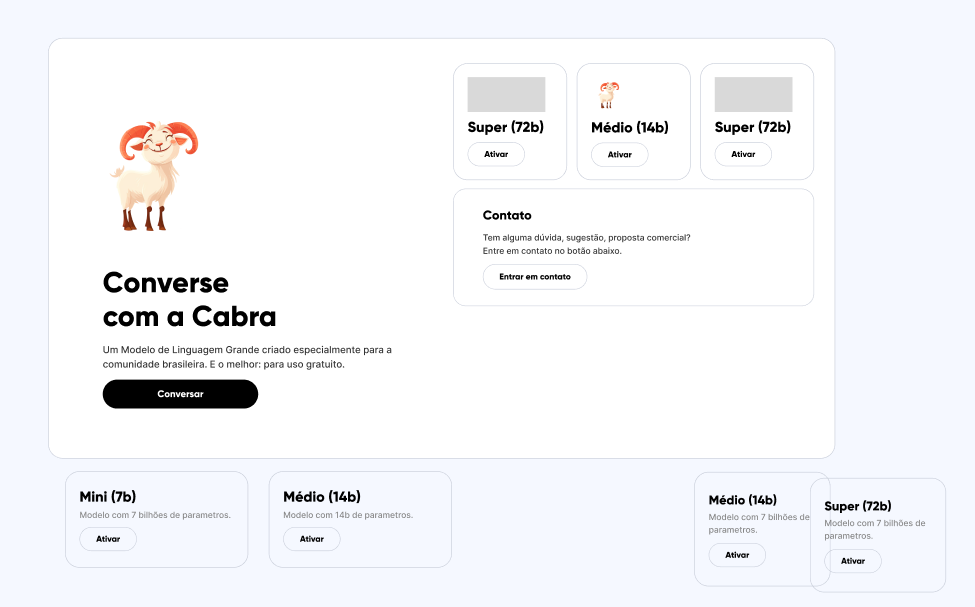 Super (72b)
Ativar
Médio (14b)
Ativar
Super (72b)
Ativar
Contato
Tem alguma dúvida, sugestão, proposta comercial?
Entre em contato no botão abaixo.
Entrar em contato
Converse
com a Cabra
Um Modelo de Linguagem Grande criado especialmente para a
comunidade brasileira. E o melhor: para uso gratuito.
Conversar
Mini (7b)
Modelo com 7 bilhões de parametros.
Ativar
Médio (14b)
Modelo com 14b de parametros.
Ativar
Médio (14b)
Modelo com 7 bilhões de
parametros.
Ativar
Super (72b)
Modelo com 7 bilhões de
parametros.
Ativar